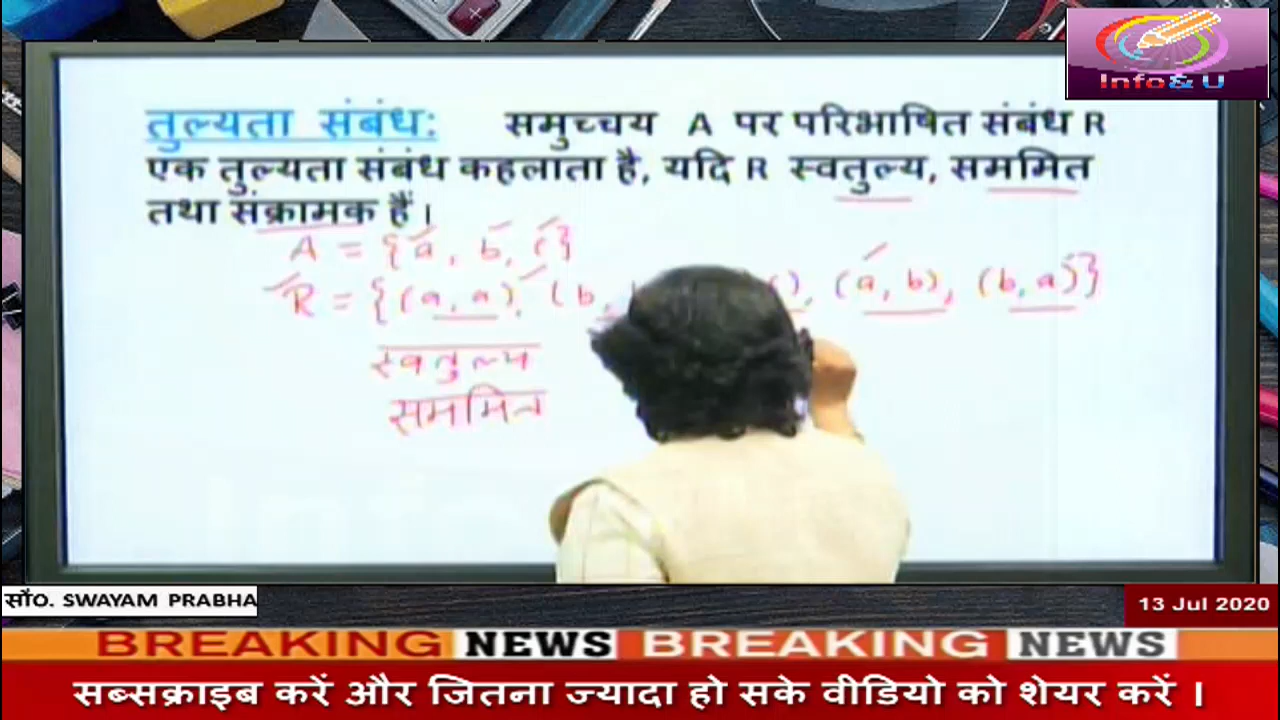 Info & U
तुल्यता संबंध: समुच्चय A पर परिभाषित संबंध R
एक तुल्यता संबंध कहलाता है, यदि R स्वतुल्य, सममित
तथा संक्रामक हैं।
A = {a, b, c}
R = {(a, a), (b, ), (a, b), (b, a)}
स्वतुल्य
सममित
सौo. SWAYAM PRABHA
13 Jul 2020
BREAKING NEWS BREAKING NEWS
सब्सक्राइब करें और जितना ज्यादा हो सके वीडियो को शेयर करें ।